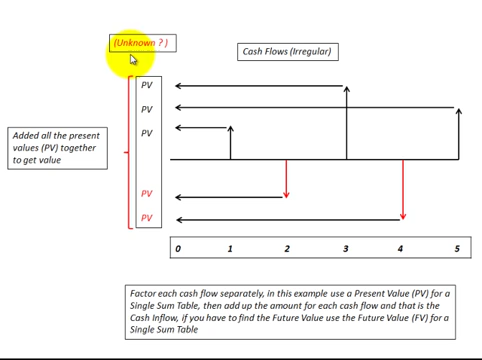 (Unknown ? )
Cash Flows (Irregular)
PV
PV
PV
Added all the present
values (PV) together
to get value
PV
PV
0 1 2 3 4 5
Factor each cash flow separately, in this example use a Present Value (PV) for a
Single Sum Table, then add up the amount for each cash flow and that is the
Cash Inflow, if you have to find the Future Value use the Future Value (FV) for a
Single Sum Table